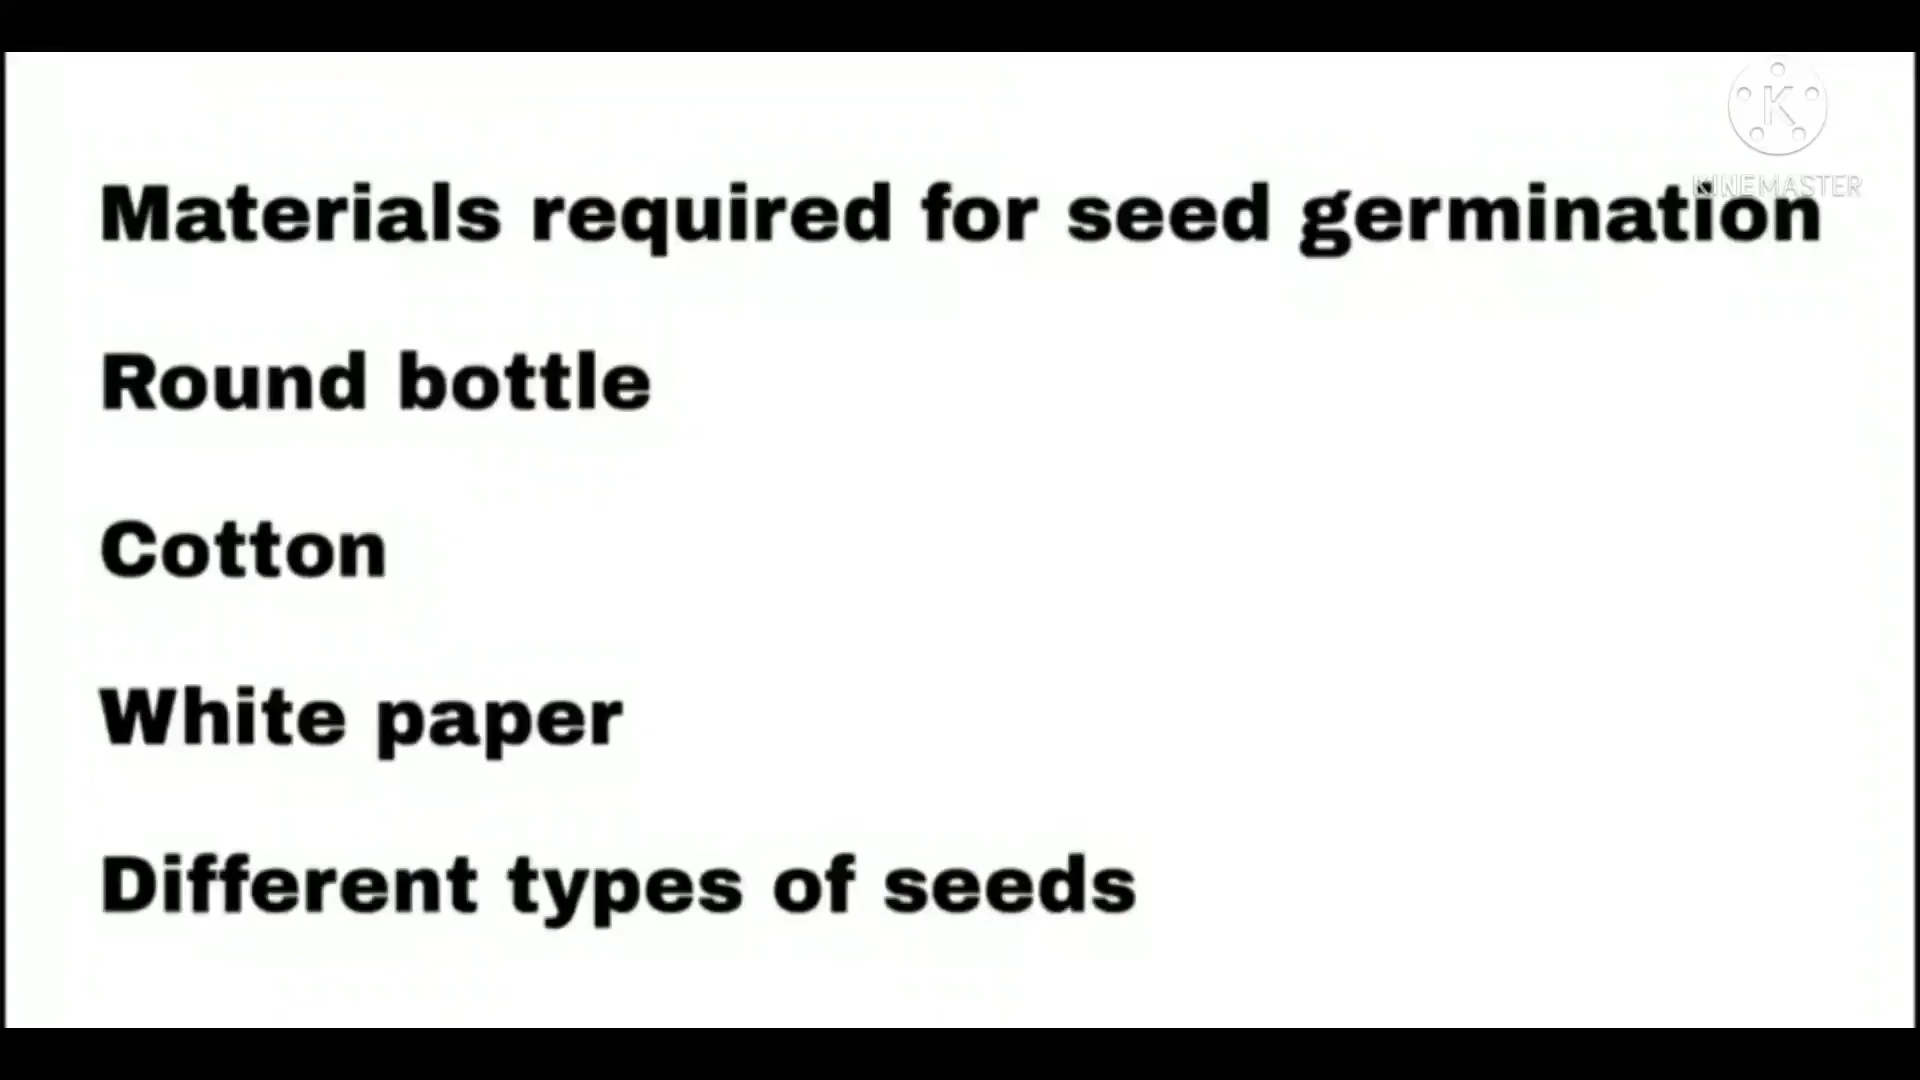 K
KINEMASTER
Materials required for seed germination
Round bottle
Cotton
White paper
Different types of seeds